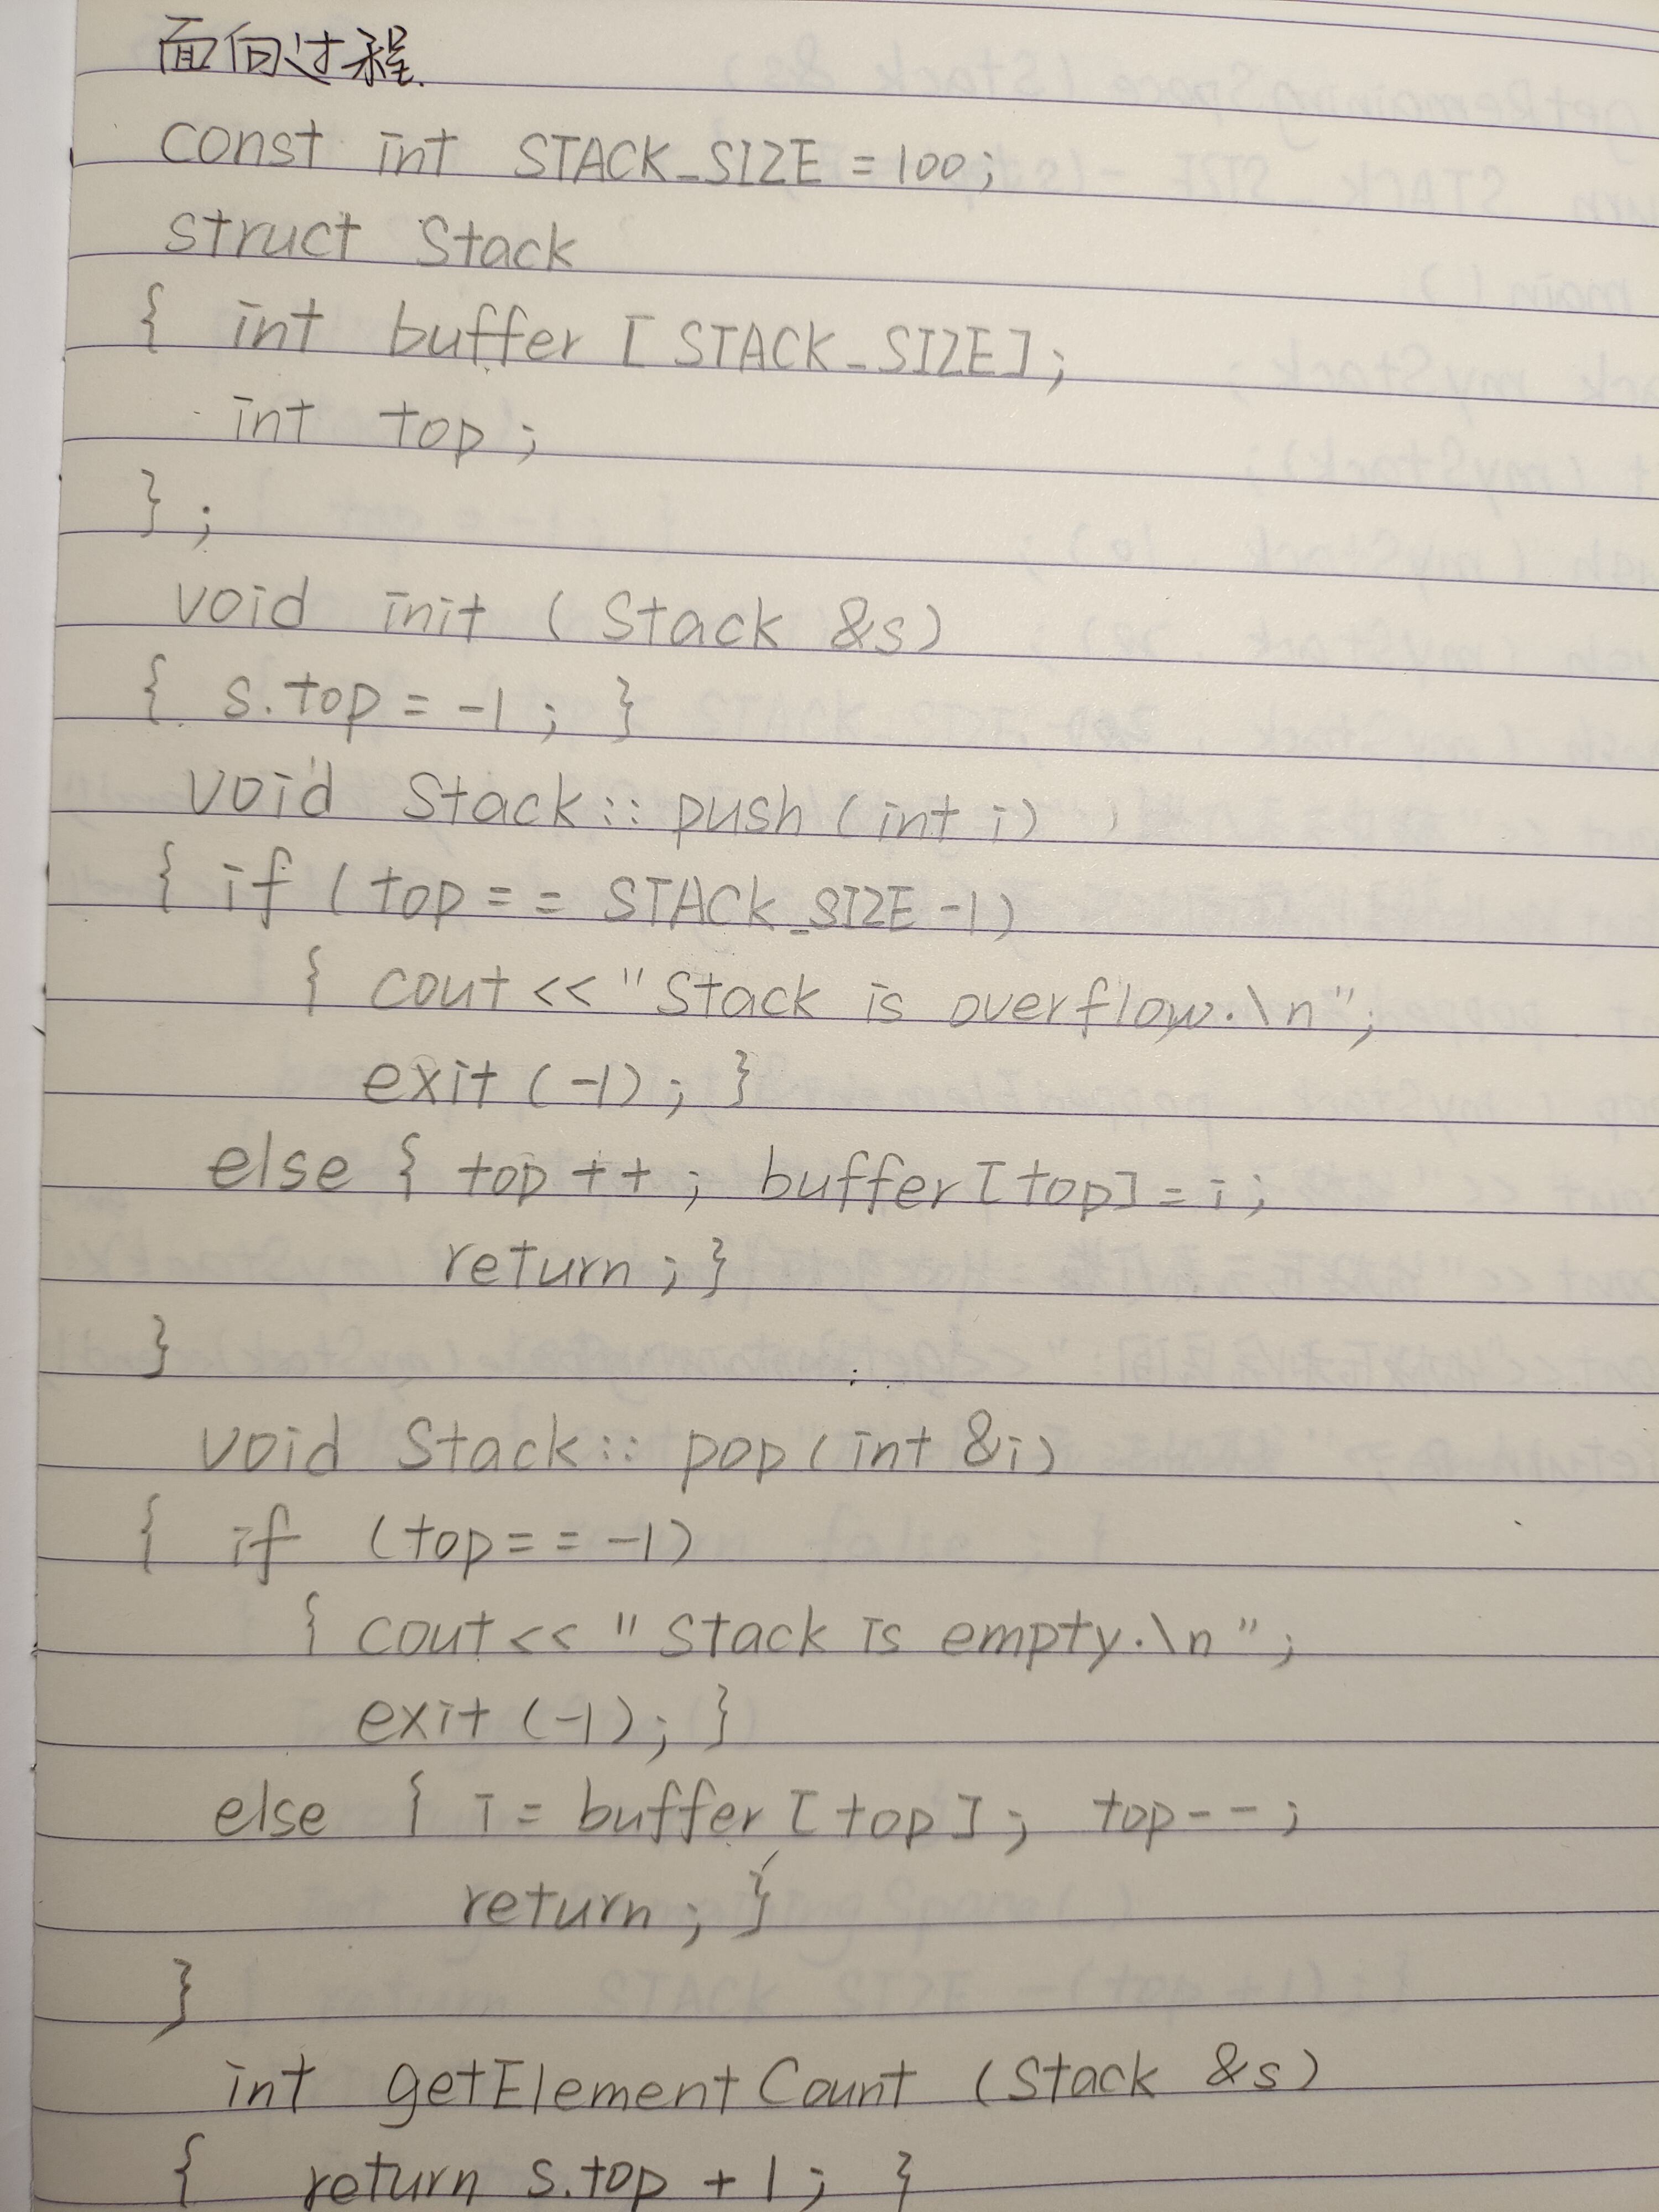 面向过程.
const int STACK_SIZE = 100;
struct Stack
{ int buffer [STACK_SIZE];
int top;
};
void init (Stack &s)
{ s.top = -1; }
void Stack::push (int i)
{ if (top == STACK_SIZE -1)
{ cout << "Stack is overflow.\n";
exit (-1); }
else { top ++; buffer[top] = i;
return; }
}
void Stack::pop (int &i)
{ if (top == -1)
{ cout << "Stack is empty.\n";
exit (-1); }
else { i = buffer [top]; top--;
return; }
}
int getElementCount (Stack &s)
{ return s.top + 1; }